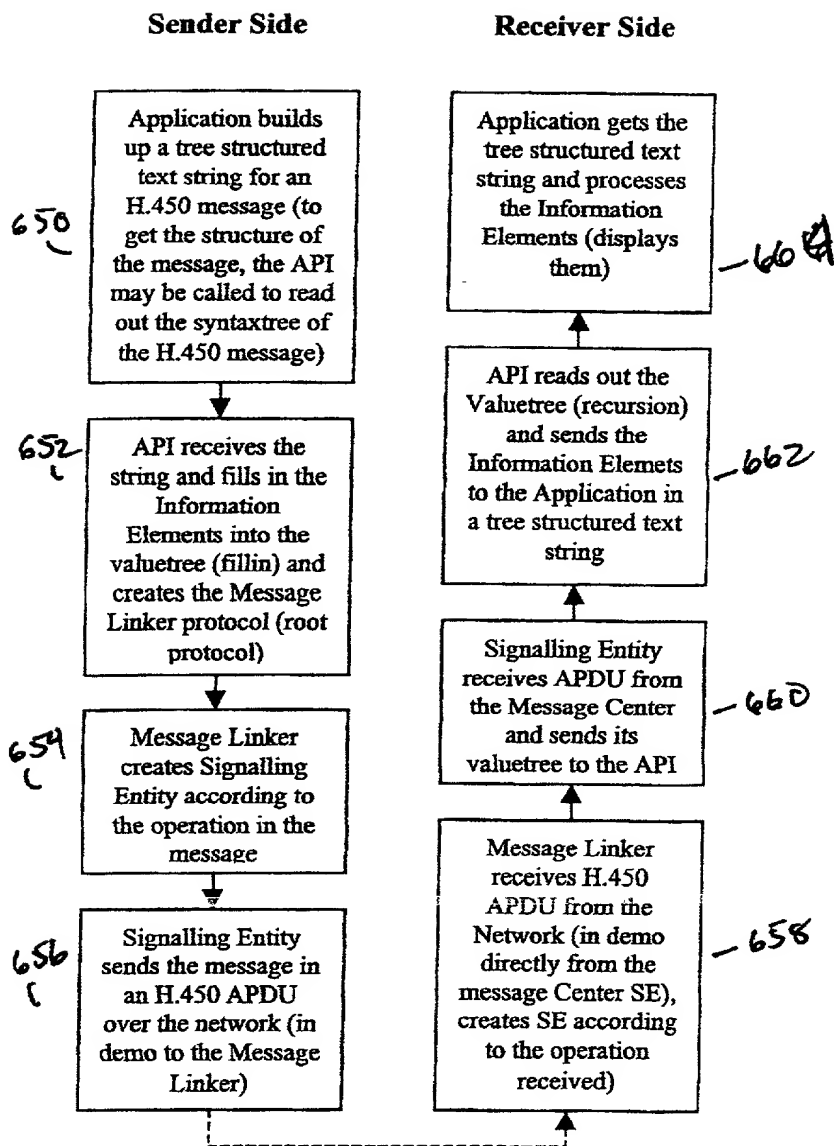 Sender Side
Receiver Side
Application builds
up a tree structured
text string for an
H.450 message (to
get the structure of
the message, the API
may be called to read
out the syntaxtree of
the H.450 message)
650
API receives the
string and fills in the
Information
Elements into the
valuetree (fillin) and
creates the Message
Linker protocol (root
protocol)
652
Message Linker
creates Signalling
Entity according to
the operation in the
message
654
Signalling Entity
sends the message in
an H.450 APDU
over the network (in
demo to the Message
Linker)
656
Application gets the
tree structured text
string and processes
the Information
Elements (displays
them)
API reads out the
Valuetree (recursion)
and sends the
Information Elemets
to the Application in
a tree structured text
string
662
Signalling Entity
receives APDU from
the Message Center
and sends its
valuetree to the API
660
Message Linker
receives H.450
APDU from the
Network (in demo
directly from the
message Center SE),
creates SE according
to the operation
received)
658